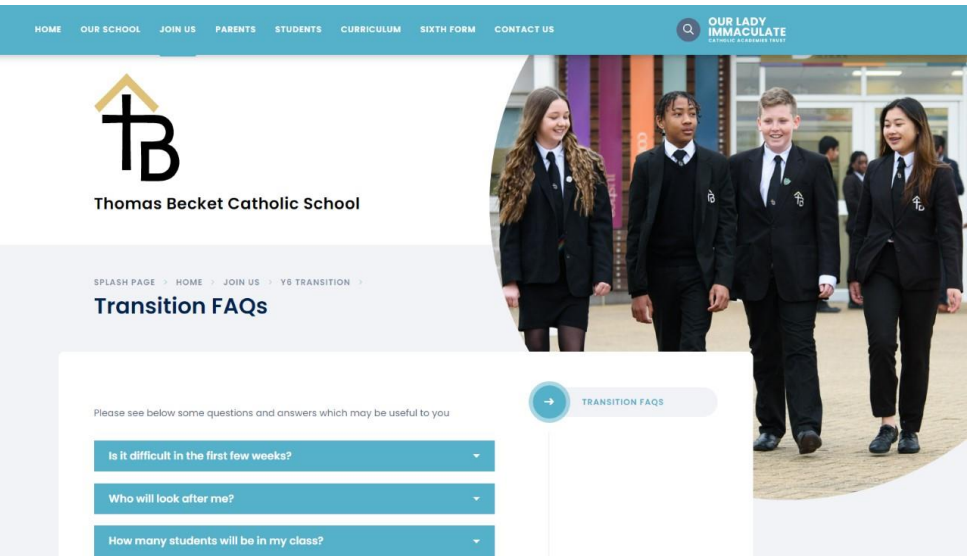 HOME OUR SCHOOL JOIN US PARENTS STUDENTS CURRICULUM SIXTH FORM CONTACT US
OUR LADY
IMMACULATE
CATHOLIC ACADEMIES TRUST
tB
Thomas Becket Catholic School
SPLASH PAGE > HOME > JOIN US > Y6 TRANSITION >
Transition FAQs
Please see below some questions and answers which may be useful to you
TRANSITION FAQS
Is it difficult in the first few weeks?
Who will look after me?
How many students will be in my class?